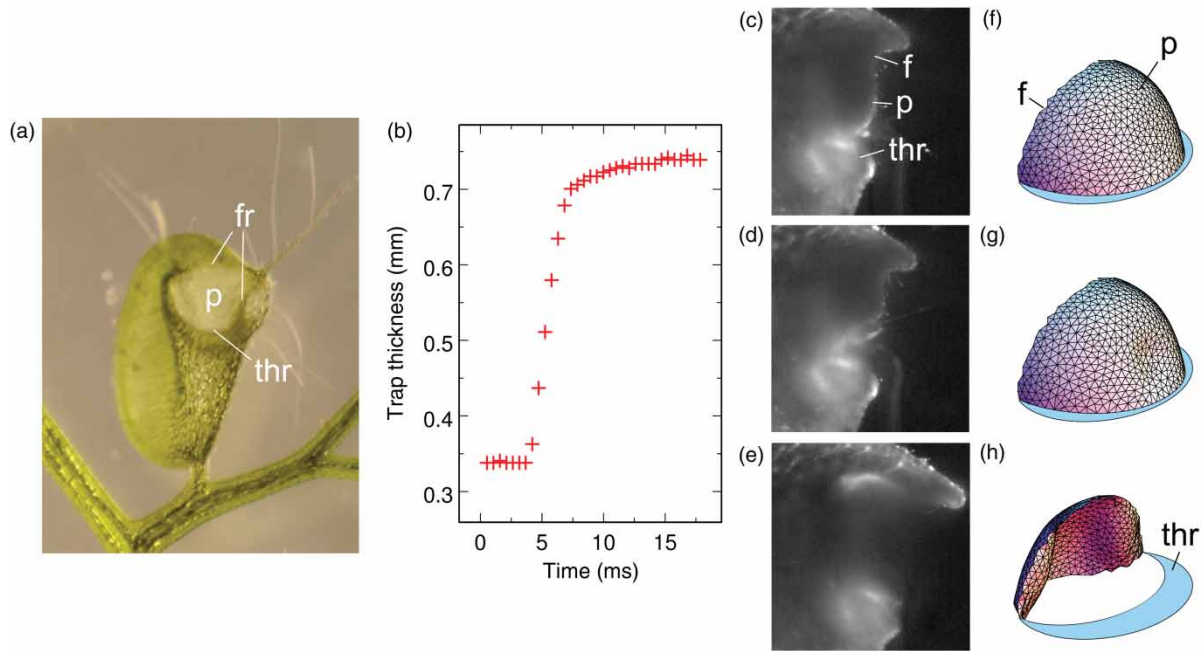 (a)
fr
p
thr
(b)
Trap thickness (mm)
0.7
0.6
0.5
0.4
0.3
0
5
10
15
Time (ms)
(c)
f
p
thr
(d)
(e)
(f)
p
f
(g)
(h)
thr